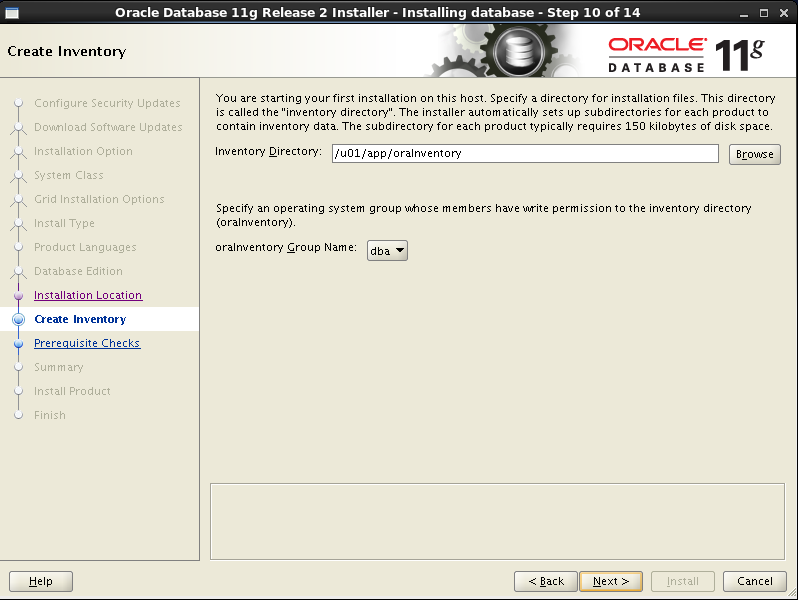 Oracle Database 11g Release 2 Installer - Installing database - Step 10 of 14
Create Inventory
ORACLE®
DATABASE
11g
Configure Security Updates
Download Software Updates
Installation Option
System Class
Grid Installation Options
Install Type
Product Languages
Database Edition
Installation Location
Create Inventory
Prerequisite Checks
Summary
Install Product
Finish
You are starting your first installation on this host. Specify a directory for installation files. This directory
is called the "inventory directory". The installer automatically sets up subdirectories for each product to
contain inventory data. The subdirectory for each product typically requires 150 kilobytes of disk space.
Inventory Directory: /u01/app/oraInventory Browse
Specify an operating system group whose members have write permission to the inventory directory
(oraInventory).
oraInventory Group Name: dba
Help
< Back
Next >
Install
Cancel